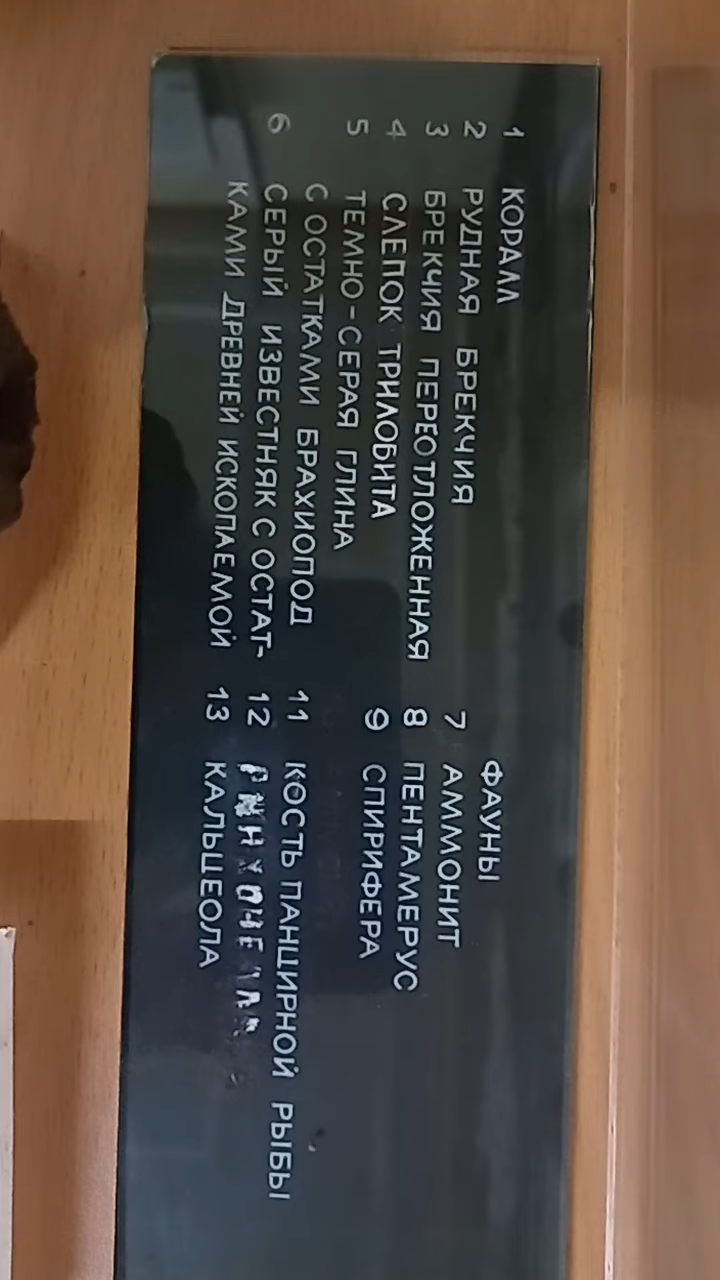 1 КОРАЛЛ
2 РУДНАЯ БРЕКЧИЯ
3 БРЕКЧИЯ ПЕРЕОТЛОЖЕННАЯ
4 СЛЕПОК ТРИЛОБИТА
5 ТЕМНО-СЕРАЯ ГЛИНА
С ОСТАТКАМИ БРАХИОПОД
6 СЕРЫЙ ИЗВЕСТНЯК С ОСТАТ-
КАМИ ДРЕВНЕЙ ИСКОПАЕМОЙ
ФАУНЫ
7 АММОНИТ
8 ПЕНТАМЕРУС
9 СПИРИФЕРА
11 КОСТЬ ПАНЦИРНОЙ РЫБЫ
12
13 КАЛЬЦЕОЛА